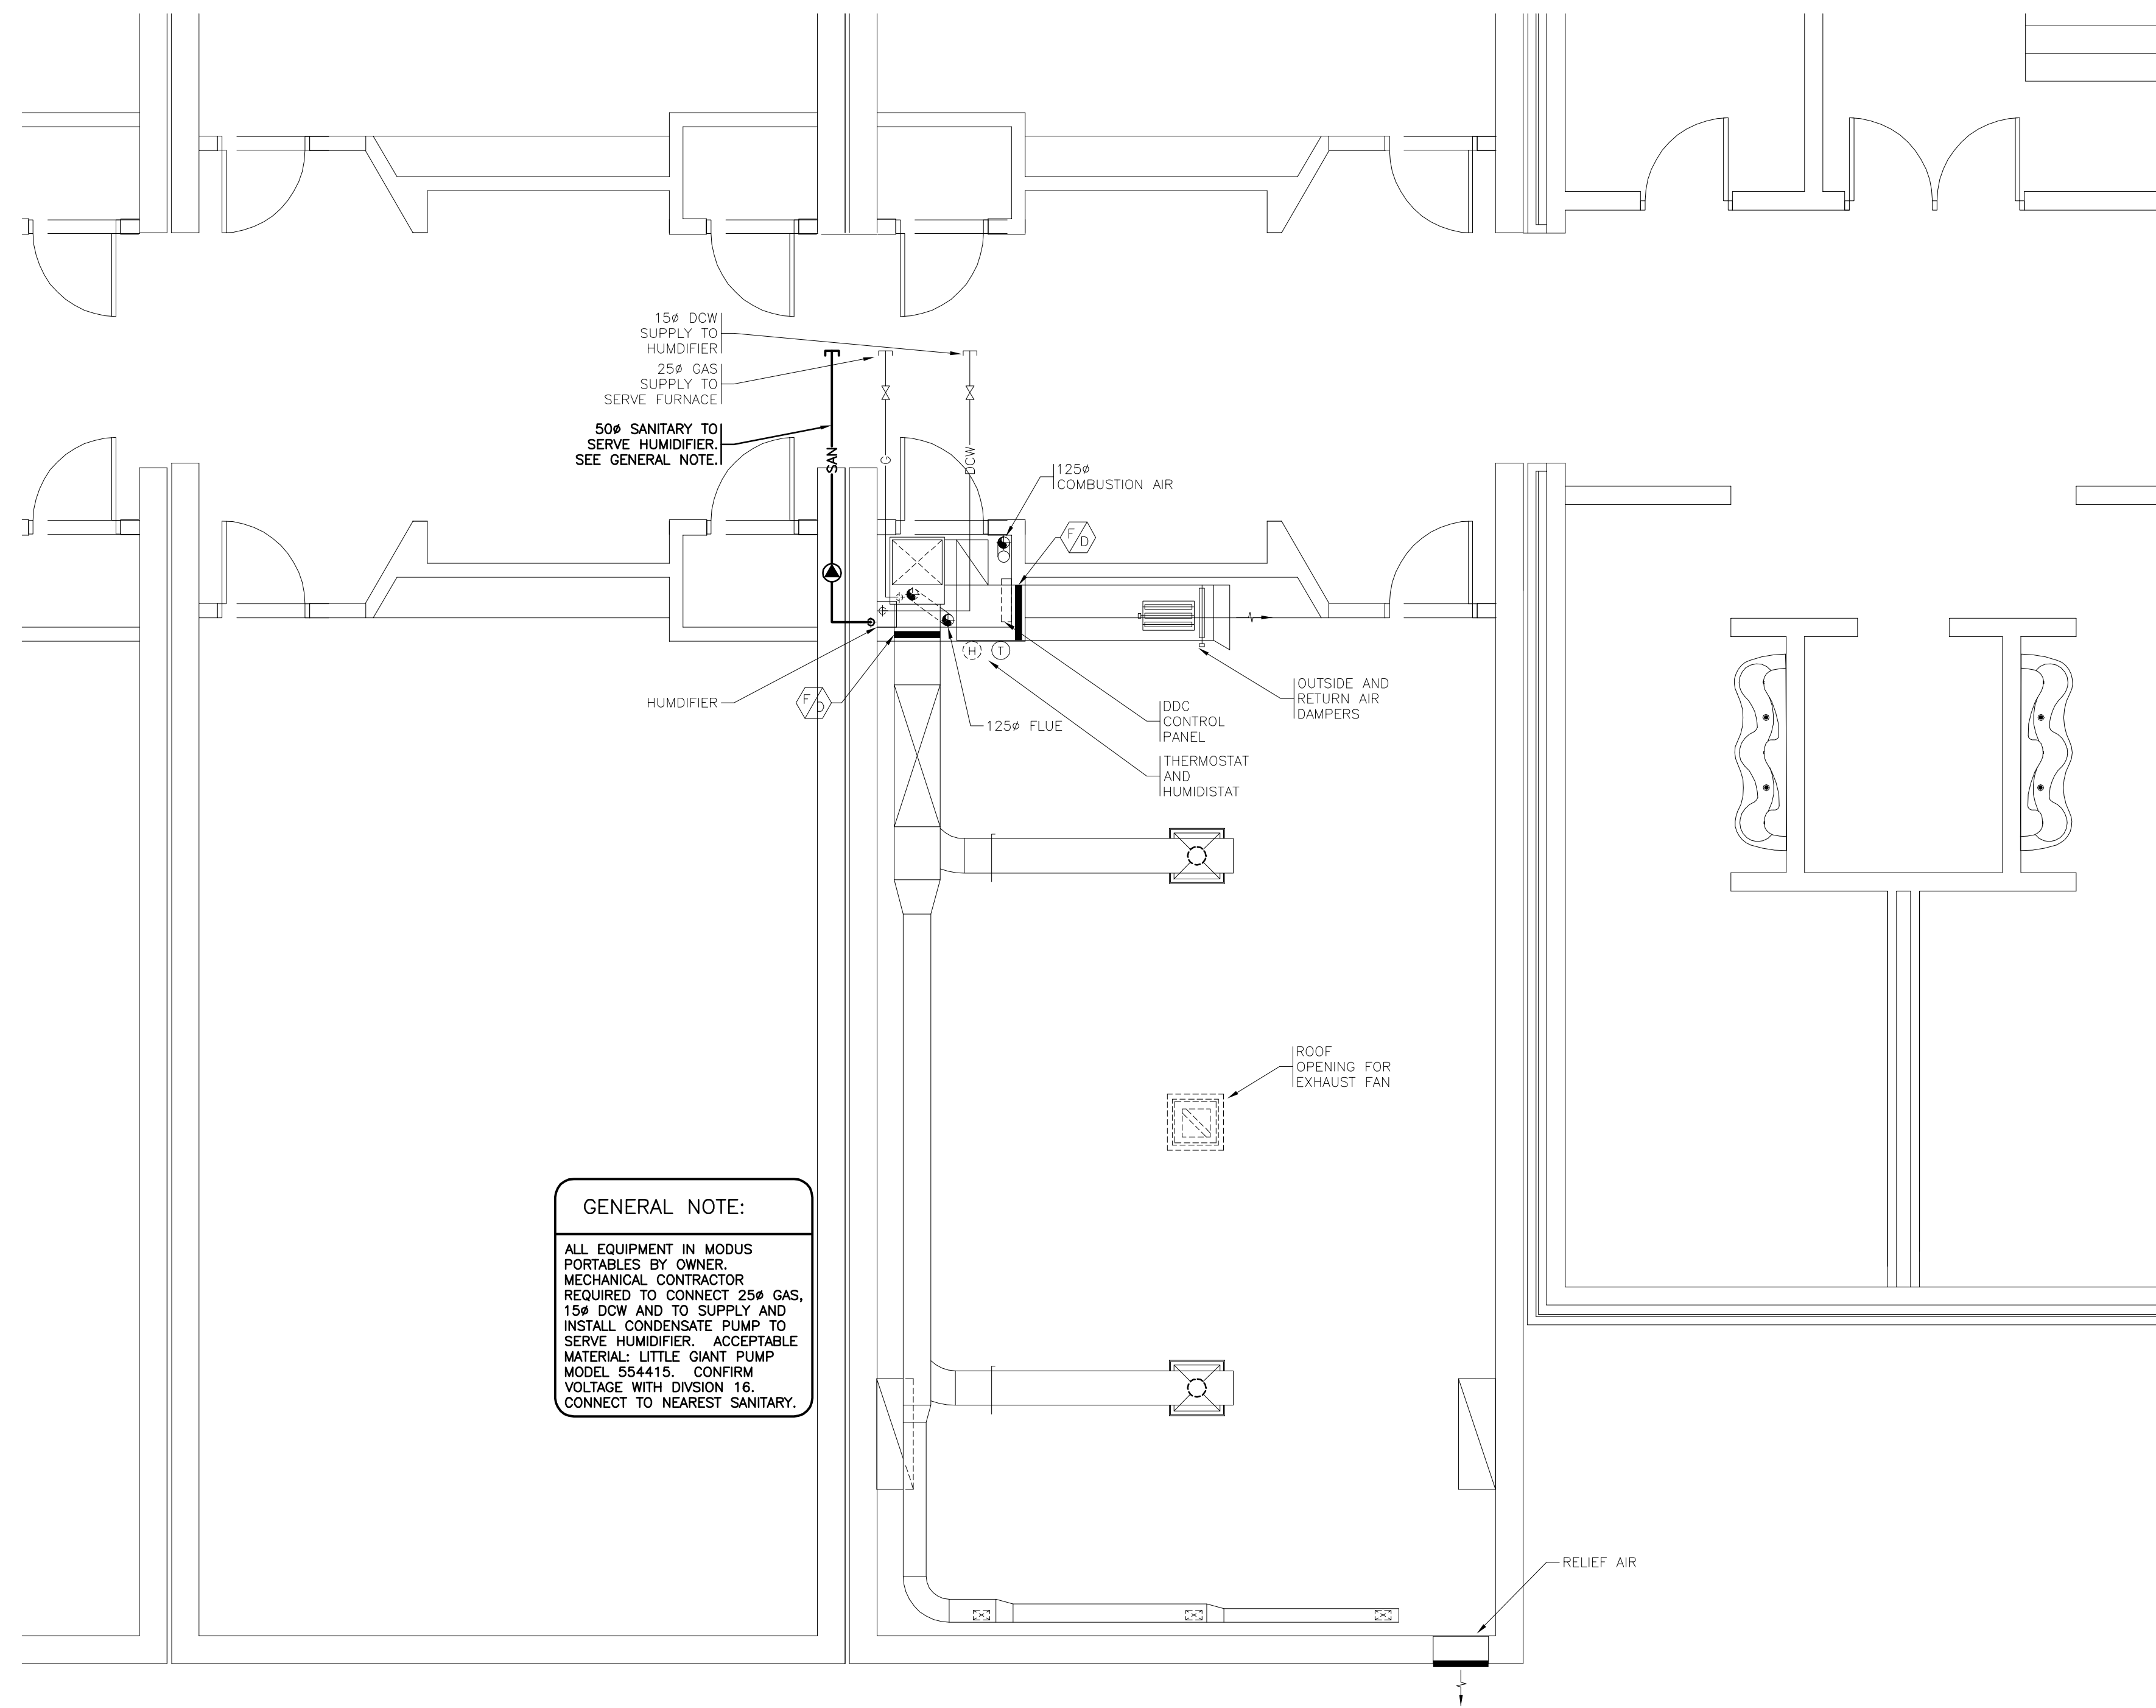 15ø DCW
SUPPLY TO
HUMDIFIER
25ø GAS
SUPPLY TO
SERVE FURNACE
50ø SANITARY TO
SERVE HUMIDIFIER.
SEE GENERAL NOTE.
SAN
G
DCW
125ø
COMBUSTION AIR
F/D
H
T
HUMDIFIER
F/D
125ø FLUE
DDC
CONTROL
PANEL
OUTSIDE AND
RETURN AIR
DAMPERS
THERMOSTAT
AND
HUMIDISTAT
ROOF
OPENING FOR
EXHAUST FAN
GENERAL NOTE:
ALL EQUIPMENT IN MODUS
PORTABLES BY OWNER.
MECHANICAL CONTRACTOR
REQUIRED TO CONNECT 25ø GAS,
15ø DCW AND TO SUPPLY AND
INSTALL CONDENSATE PUMP TO
SERVE HUMIDIFIER. ACCEPTABLE
MATERIAL: LITTLE GIANT PUMP
MODEL 554415. CONFIRM
VOLTAGE WITH DIVSION 16.
CONNECT TO NEAREST SANITARY.
RELIEF AIR